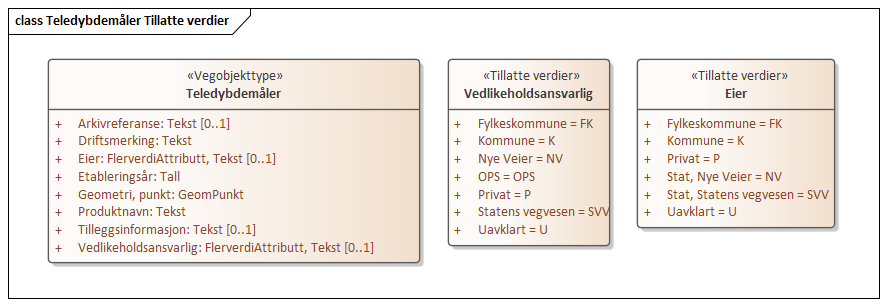 class Teledybdemåler Tillatte verdier
«Vegobjekttype»
Teledybdemåler
+ Arkivreferanse: Tekst [0..1]
+ Driftsmerking: Tekst
+ Eier: FlerverdiAttributt, Tekst [0..1]
+ Etableringsår: Tall
+ Geometri, punkt: GeomPunkt
+ Produktnavn: Tekst
+ Tilleggsinformasjon: Tekst [0..1]
+ Vedlikeholdsansvarlig: FlerverdiAttributt, Tekst [0..1]
«Tillatte verdier»
Vedlikeholdsansvarlig
+ Fylkeskommune = FK
+ Kommune = K
+ Nye Veier = NV
+ OPS = OPS
+ Privat = P
+ Statens vegvesen = SVV
+ Uavklart = U
«Tillatte verdier»
Eier
+ Fylkeskommune = FK
+ Kommune = K
+ Privat = P
+ Stat, Nye Veier = NV
+ Stat, Statens vegvesen = SVV
+ Uavklart = U